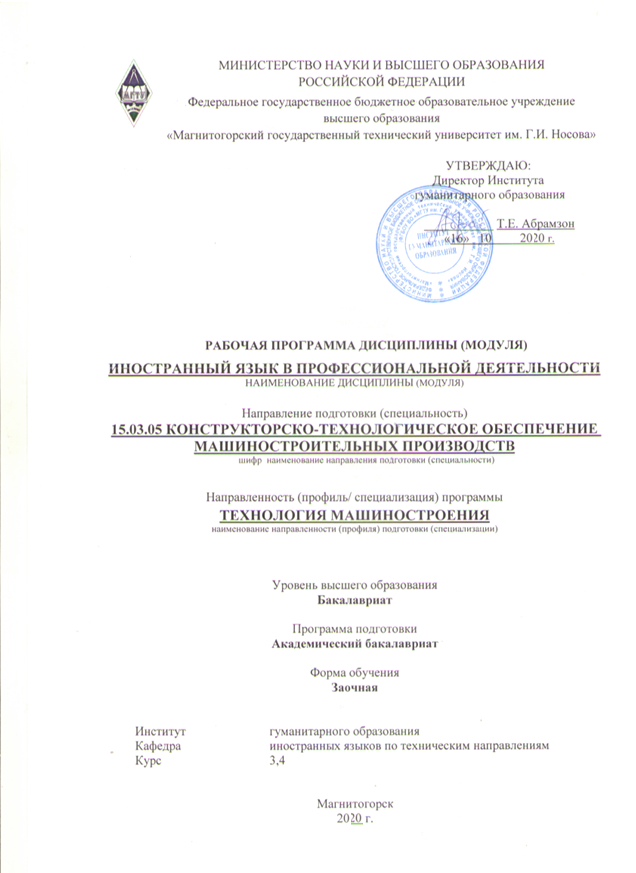 МГТУ
МИНИСТЕРСТВО НАУКИ И ВЫСШЕГО ОБРАЗОВАНИЯ
РОССИЙСКОЙ ФЕДЕРАЦИИ
Федеральное государственное бюджетное образовательное учреждение
высшего образования
«Магнитогорский государственный технический университет им. Г.И. Носова»
УТВЕРЖДАЮ:
Директор Института
гуманитарного образования
Т.Е. Абрамзон
«16» 10 2020 г.
ИНСТИТУТ
ГУМАНИТАРНОГО
ОБРАЗОВАНИЯ
РАБОЧАЯ ПРОГРАММА ДИСЦИПЛИНЫ (МОДУЛЯ)
ИНОСТРАННЫЙ ЯЗЫК В ПРОФЕССИОНАЛЬНОЙ ДЕЯТЕЛЬНОСТИ
НАИМЕНОВАНИЕ ДИСЦИПЛИНЫ (МОДУЛЯ)
Направление подготовки (специальность)
15.03.05 КОНСТРУКТОРСКО-ТЕХНОЛОГИЧЕСКОЕ ОБЕСПЕЧЕНИЕ
МАШИНОСТРОИТЕЛЬНЫХ ПРОИЗВОДСТВ
шифр наименование направления подготовки (специальности)
Направленность (профиль/ специализация) программы
ТЕХНОЛОГИЯ МАШИНОСТРОЕНИЯ
наименование направленности (профиля) подготовки (специализации)
Уровень высшего образования
Бакалавриат
Программа подготовки
Академический бакалавриат
Форма обучения
Заочная
Институт гуманитарного образования
Кафедра иностранных языков по техническим направлениям
Курс 3,4
Магнитогорск
2020 г.